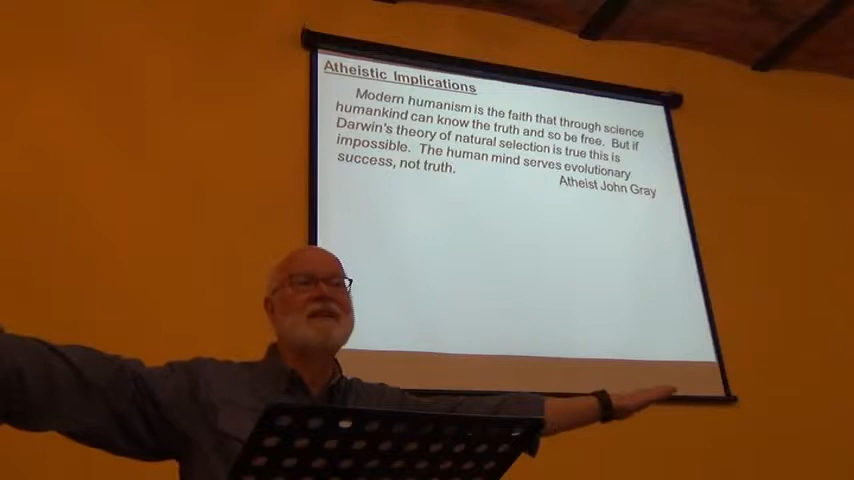 Atheistic Implications
Modern humanism is the faith that through science
humankind can know the truth and so be free. But if
Darwin's theory of natural selection is true this is
impossible. The human mind serves evolutionary
success, not truth.
Atheist John Gray